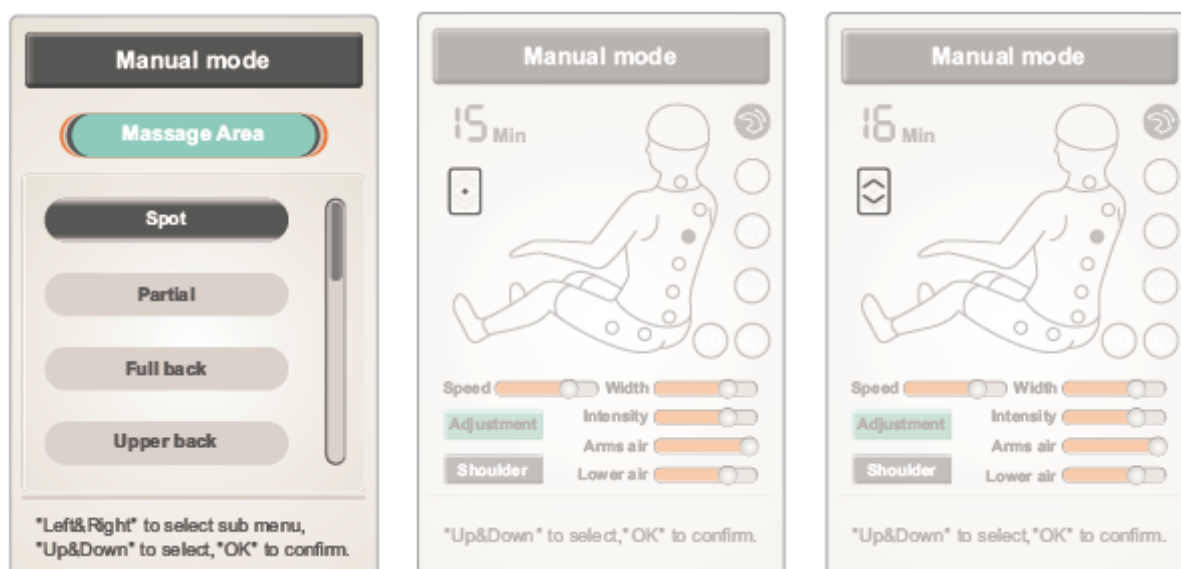 Manual mode
Massage Area
Spot
Partial
Full back
Upper back
"Left&Right" to select sub menu,
"Up&Down" to select,"OK" to confirm.
Manual mode
15 Min
Speed
Width
Adjustment
Intensity
Arms air
Shoulder
Lower air
"Up&Down" to select,"OK" to confirm.
Manual mode
16 Min
Speed
Width
Adjustment
Intensity
Arms air
Shoulder
Lower air
"Up&Down" to select,"OK" to confirm.